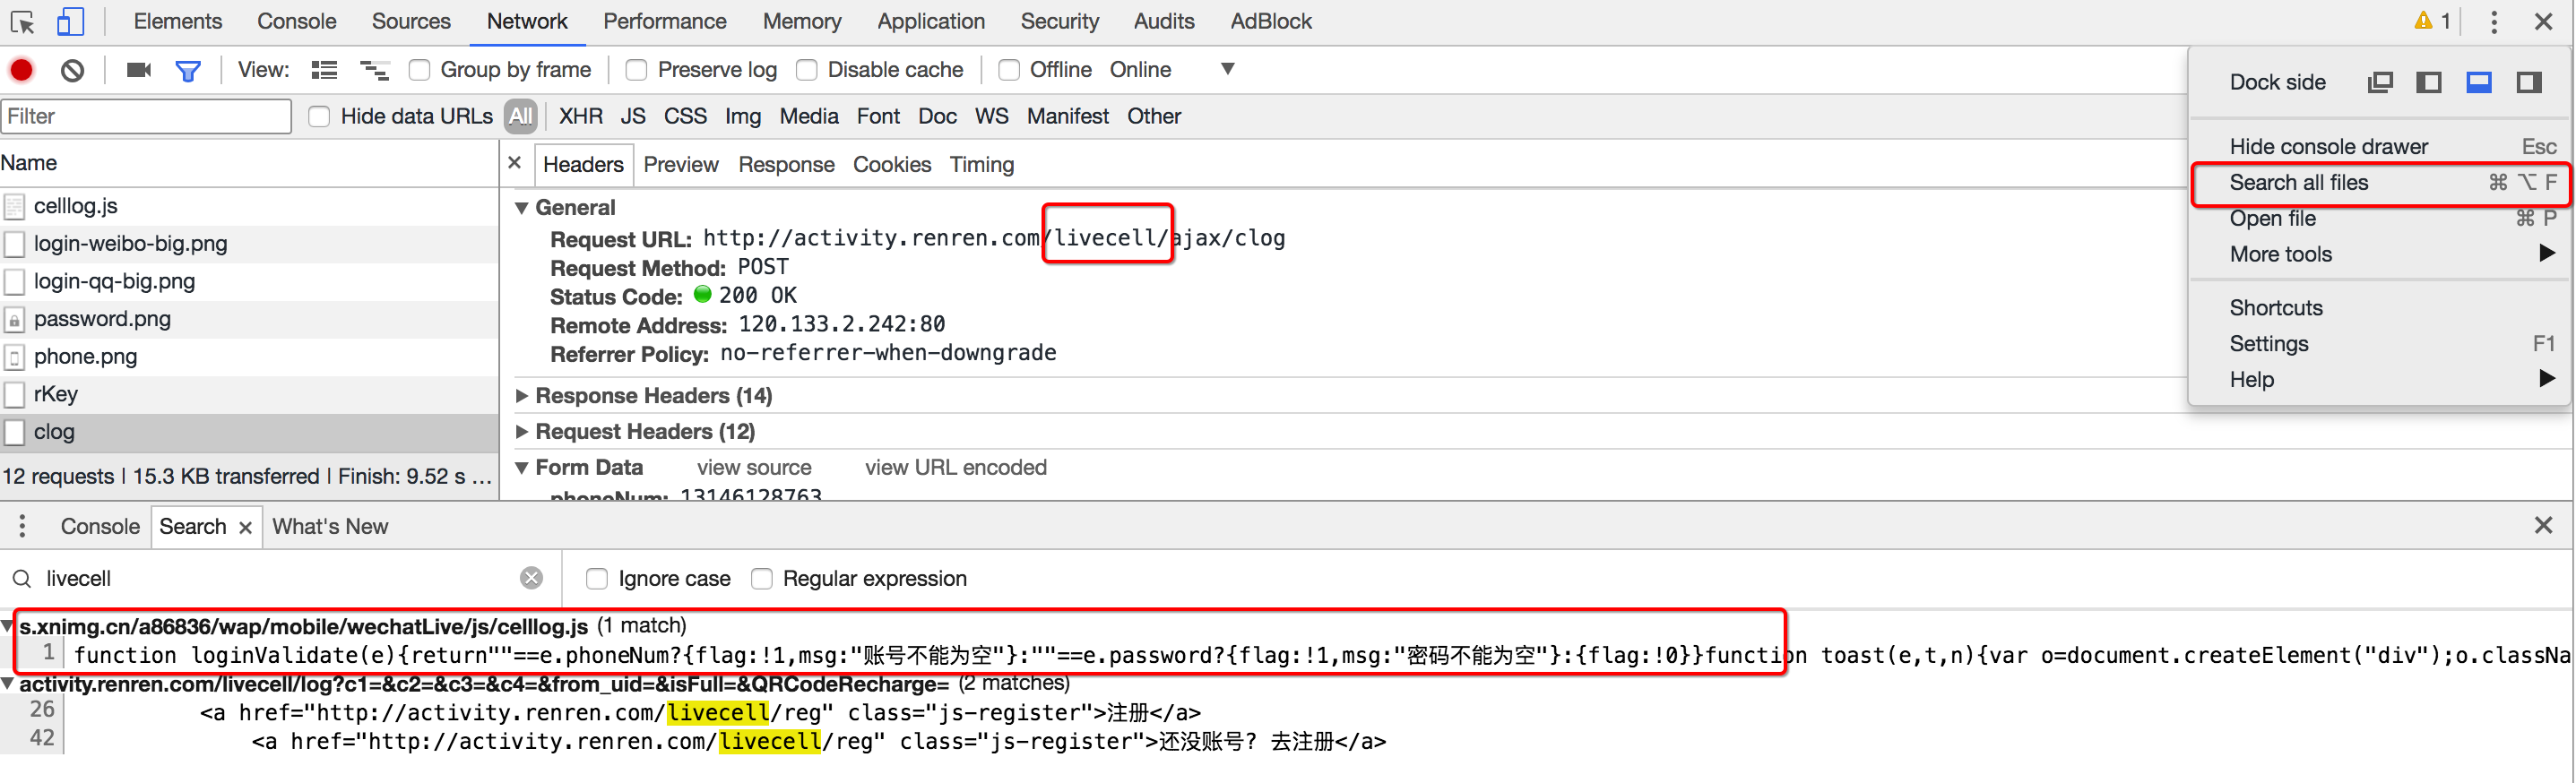 Elements Console Sources Network Performance Memory Application Security Audits AdBlock 1
View: Group by frame Preserve log Disable cache Offline Online
Filter Hide data URLs All XHR JS CSS Img Media Font Doc WS Manifest Other
Dock side
Hide console drawer Esc
Search all files ⌘ ⌥ F
Open file ⌘ P
More tools
Shortcuts
Settings F1
Help
Name
celllog.js
login-weibo-big.png
login-qq-big.png
password.png
phone.png
rKey
clog
12 requests | 15.3 KB transferred | Finish: 9.52 s ...
Headers Preview Response Cookies Timing
General
Request URL: http://activity.renren.com/livecell/ajax/clog
Request Method: POST
Status Code: 200 OK
Remote Address: 120.133.2.242:80
Referrer Policy: no-referrer-when-downgrade
Response Headers (14)
Request Headers (12)
Form Data view source view URL encoded
phoneNum: 13146128763
Console Search What's New
livecell Ignore case Regular expression
s.xnimg.cn/a86836/wap/mobile/wechatLive/js/celllog.js (1 match)
1 function loginValidate(e){return""==e.phoneNum?{flag:!1,msg:"账号不能为空"}:""==e.password?{flag:!1,msg:"密码不能为空"}:{flag:!0}}function toast(e,t,n){var o=document.createElement("div");o.classNa
activity.renren.com/livecell/log?c1=&c2=&c3=&c4=&from_uid=&isFull=&QRCodeRecharge= (2 matches)
26 <a href="http://activity.renren.com/livecell/reg" class="js-register">注册</a>
42 <a href="http://activity.renren.com/livecell/reg" class="js-register">还没账号? 去注册</a>